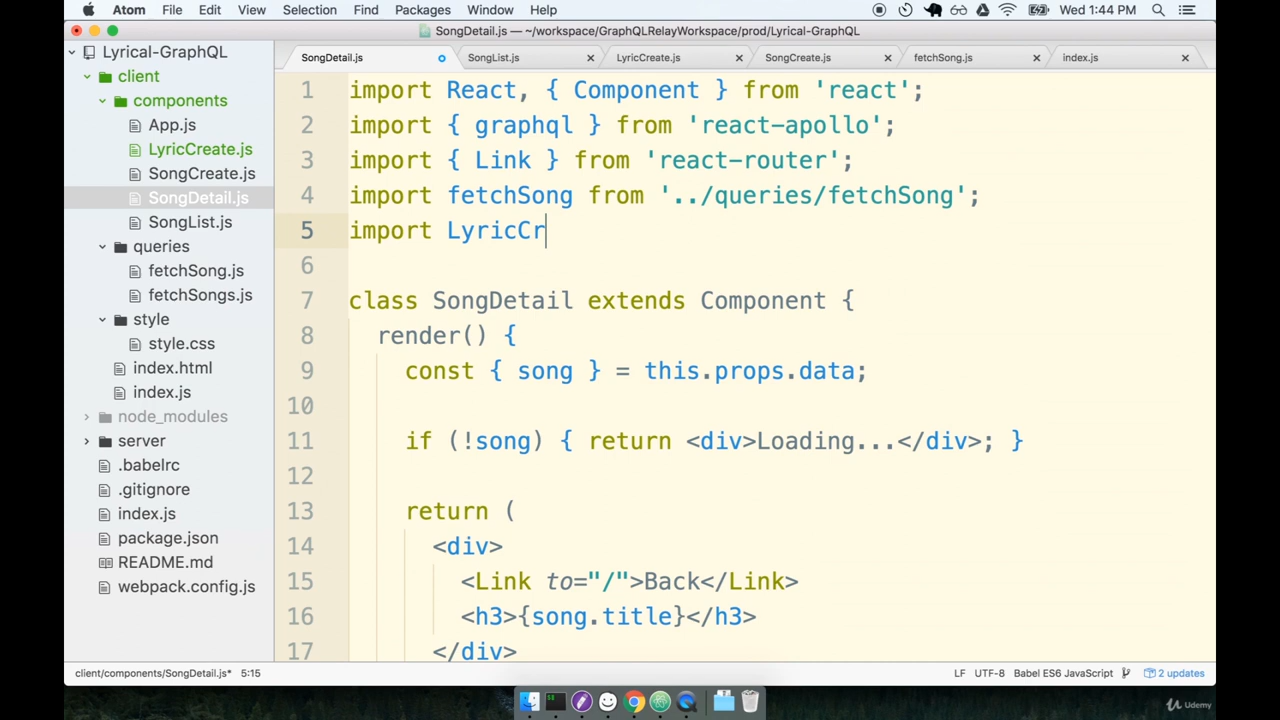 Atom File Edit View Selection Find Packages Window Help Wed 1:44 PM
SongDetail.js — ~/workspace/GraphQLRelayWorkspace/prod/Lyrical-GraphQL
Lyrical-GraphQL
client
components
App.js
LyricCreate.js
SongCreate.js
SongDetail.js
SongList.js
queries
fetchSong.js
fetchSongs.js
style
style.css
index.html
index.js
node_modules
server
.babelrc
.gitignore
index.js
package.json
README.md
webpack.config.js
SongDetail.js SongList.js LyricCreate.js SongCreate.js fetchSong.js index.js
1 import React, { Component } from 'react';
2 import { graphql } from 'react-apollo';
3 import { Link } from 'react-router';
4 import fetchSong from '../queries/fetchSong';
5 import LyricCr
6
7 class SongDetail extends Component {
8 render() {
9 const { song } = this.props.data;
10
11 if (!song) { return <div>Loading...</div>; }
12
13 return (
14 <div>
15 <Link to="/">Back</Link>
16 <h3>{song.title}</h3>
17 </div>
client/components/SongDetail.js* 5:15 LF UTF-8 Babel ES6 JavaScript 2 updates
Udemy